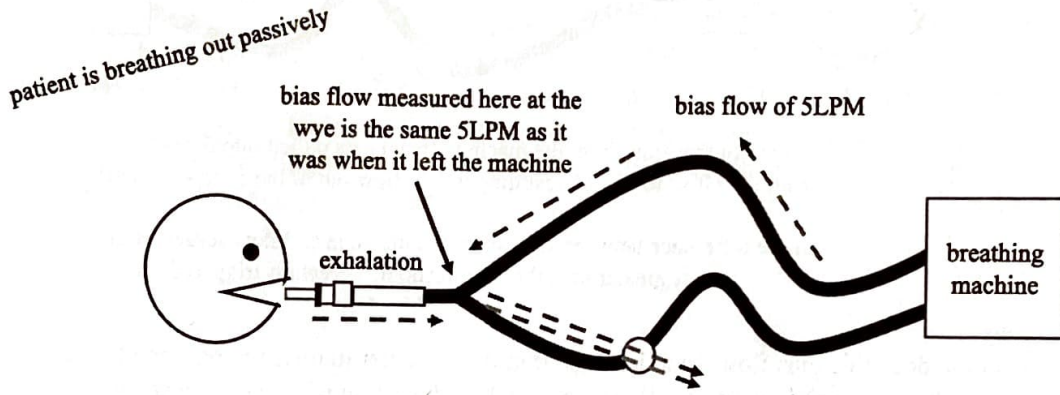 patient is breathing out passively
bias flow measured here at the
wye is the same 5LPM as it
was when it left the machine
bias flow of 5LPM
exhalation
breathing
machine